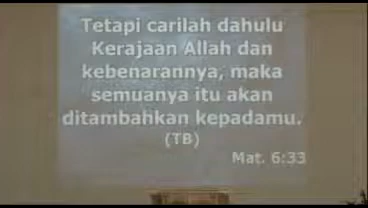 Tetapi carilah dahulu
Kerajaan Allah dan
kebenarannya, maka
semuanya itu akan
ditambahkan kepadamu.
(TB)
Mat. 6:33